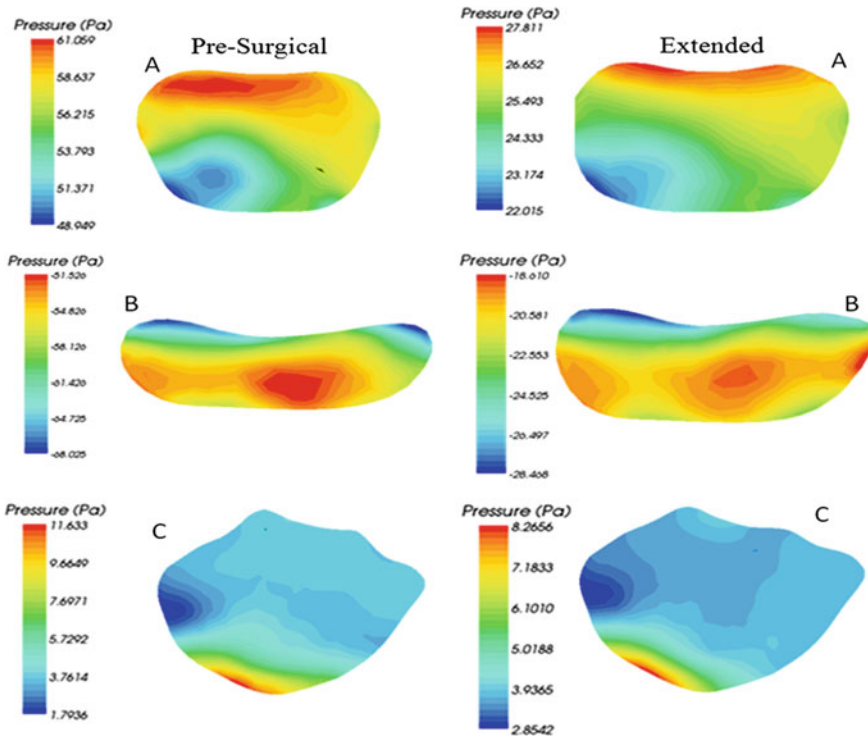 Pressure (Pa)
61.059
58.637
56.215
53.793
51.371
48.949
A
Pre-Surgical
Pressure (Pa)
27.811
26.652
25.493
24.333
23.174
22.015
Extended
A
Pressure (Pa)
-51.526
-54.826
-58.126
-61.426
-64.725
-68.025
B
Pressure (Pa)
-18.610
-20.581
-22.553
-24.525
-26.497
-28.468
B
Pressure (Pa)
11.633
9.6649
7.6971
5.7292
3.7614
1.7936
C
Pressure (Pa)
8.2656
7.1833
6.1010
5.0188
3.9365
2.8542
C